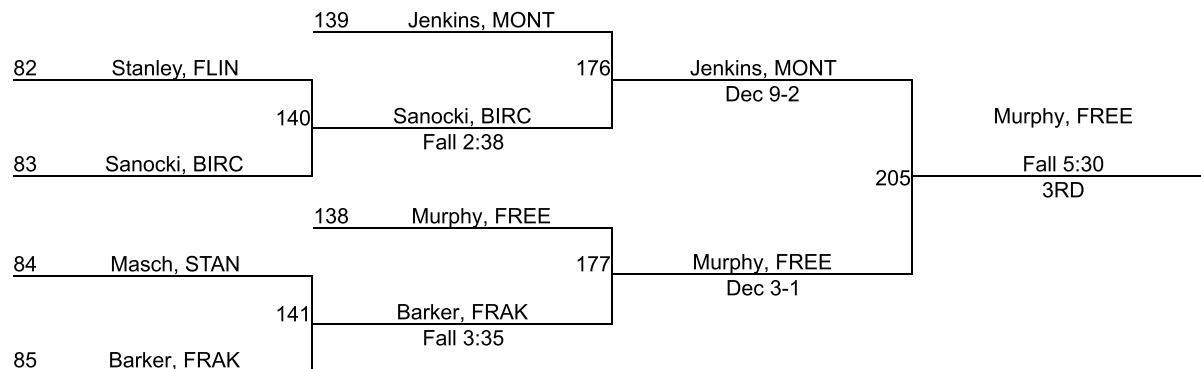 139 Jenkins, MONT
82 Stanley, FLIN
176 Jenkins, MONT
Dec 9-2
140 Sanocki, BIRC
Fall 2:38
Murphy, FREE
83 Sanocki, BIRC
Fall 5:30
205
3RD
138 Murphy, FREE
84 Masch, STAN
177 Murphy, FREE
Dec 3-1
141 Barker, FRAK
Fall 3:35
85 Barker, FRAK